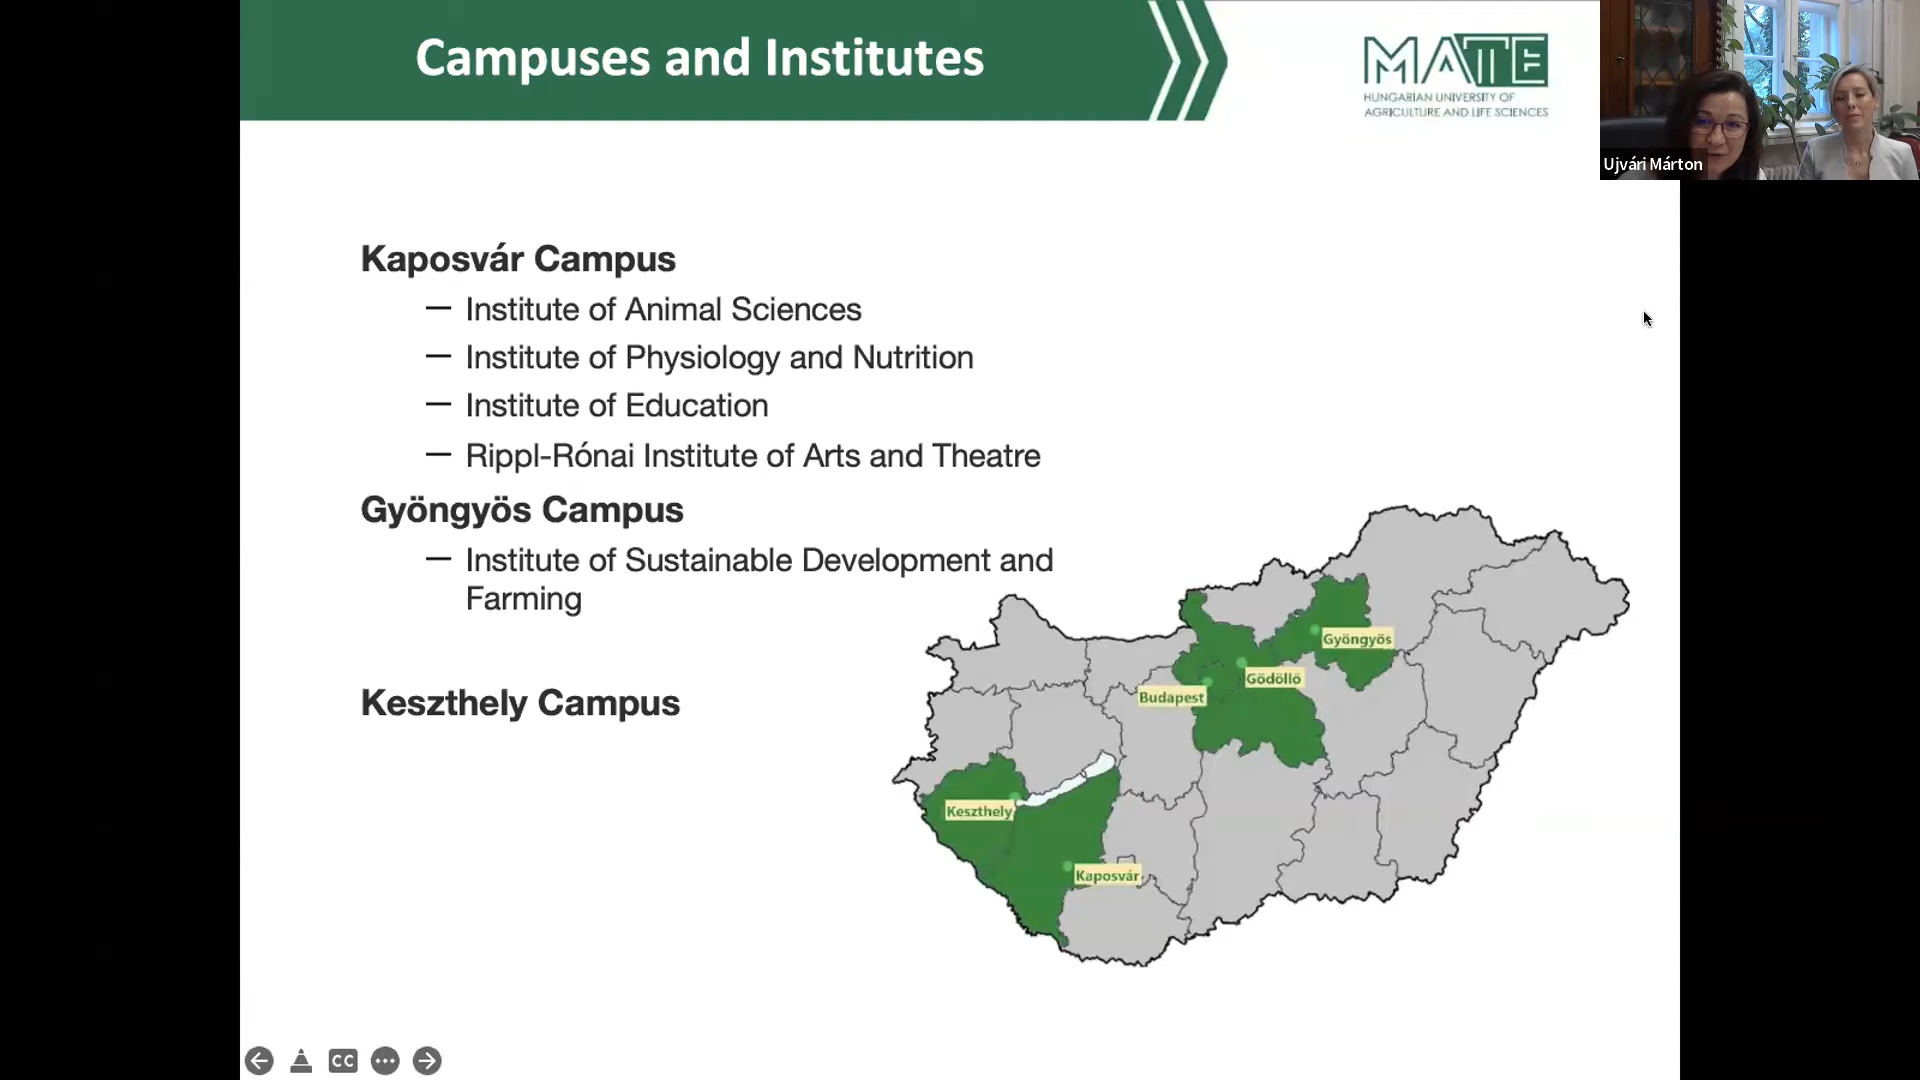 Campuses and Institutes
MATE
HUNGARIAN UNIVERSITY OF
AGRICULTURE AND LIFE SCIENCES
Ujvári Márton
Kaposvár Campus
— Institute of Animal Sciences
— Institute of Physiology and Nutrition
— Institute of Education
— Rippl-Rónai Institute of Arts and Theatre
Gyöngyös Campus
— Institute of Sustainable Development and
Farming
Keszthely Campus
Gyöngyös
Gödöllő
Budapest
Keszthely
Kaposvár
CC